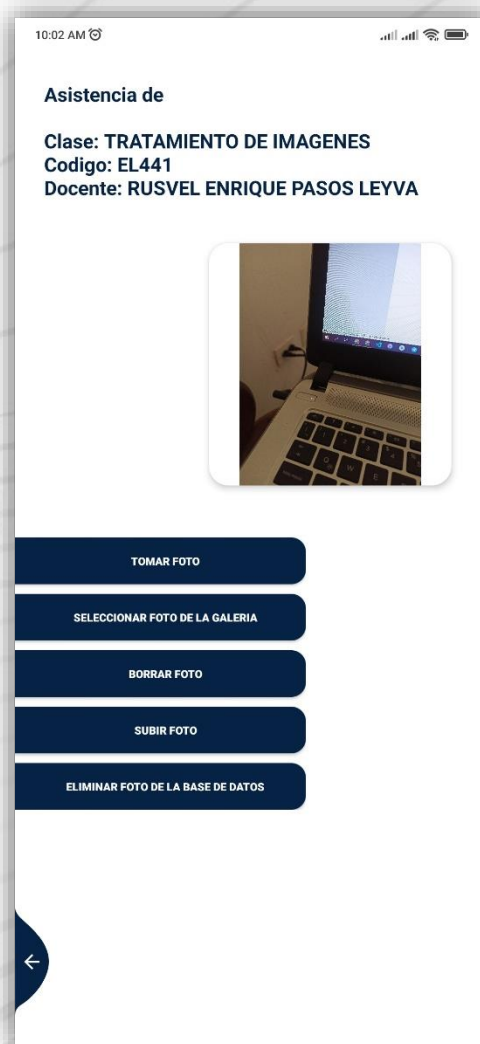 10:02 AM
Asistencia de
Clase: TRATAMIENTO DE IMAGENES
Codigo: EL441
Docente: RUSVEL ENRIQUE PASOS LEYVA
TOMAR FOTO
SELECCIONAR FOTO DE LA GALERIA
BORRAR FOTO
SUBIR FOTO
ELIMINAR FOTO DE LA BASE DE DATOS